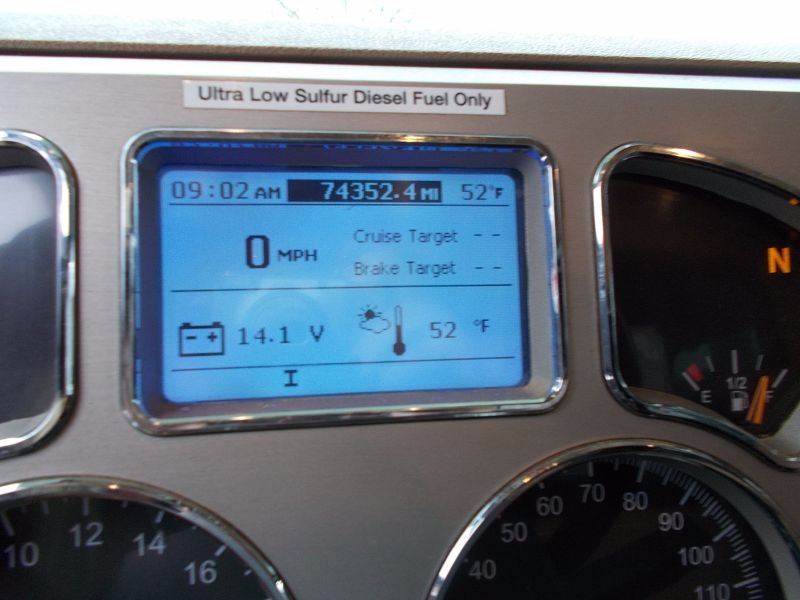 Ultra Low Sulfur Diesel Fuel Only
09:02 AM 74352.4 MI 52°F
0 MPH
Cruise Target - -
Brake Target - -
- + 14.1 V 52 °F
I
N
E 1/2 F
10 12 14 16
40 50 60 70 80 90 100 110